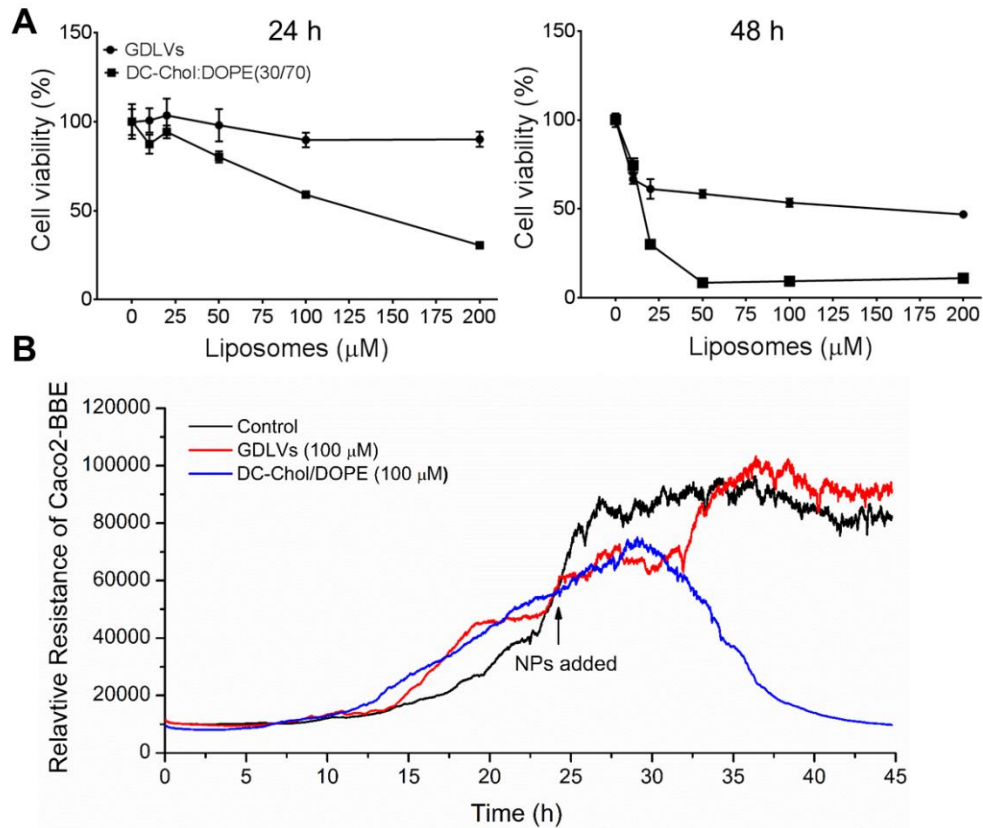 A
24 h
48 h
GDLVs
DC-Chol:DOPE(30/70)
Cell viability (%)
150
100
50
0
0 25 50 75 100 125 150 175 200
Liposomes (μM)
Cell viability (%)
150
100
50
0
0 25 50 75 100 125 150 175 200
Liposomes (μM)
B
Relavtive Resistance of Caco2-BBE
120000
100000
80000
60000
40000
20000
0
Control
GDLVs (100 μM)
DC-Chol/DOPE (100 μM)
NPs added
0 5 10 15 20 25 30 35 40 45
Time (h)